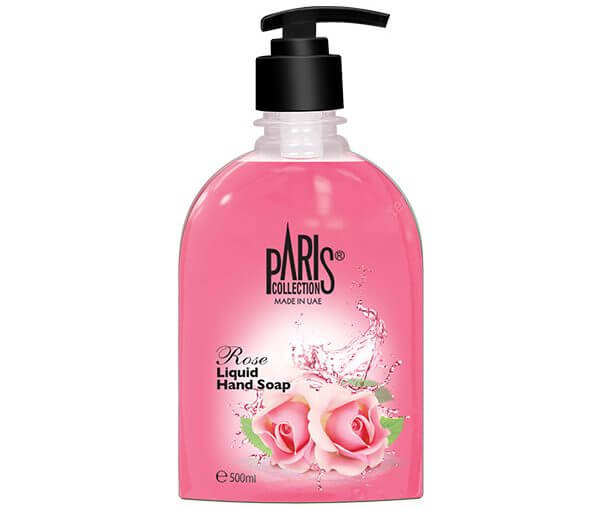 PARIS®
COLLECTION
MADE IN UAE
Rose
Liquid
Hand Soap
℮ 500ml